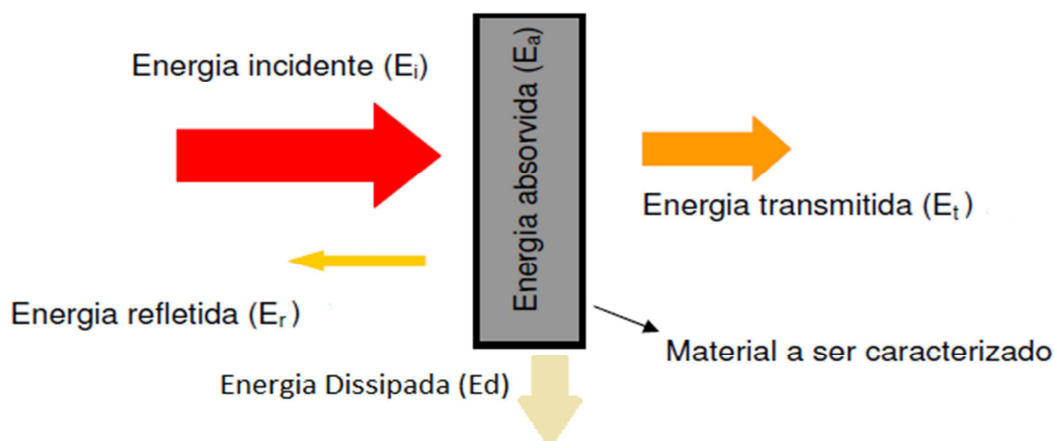 Energia incidente (Ei)
Energia absorvida (Ea)
Energia transmitida (Et)
Energia refletida (Er)
Material a ser caracterizado
Energia Dissipada (Ed)